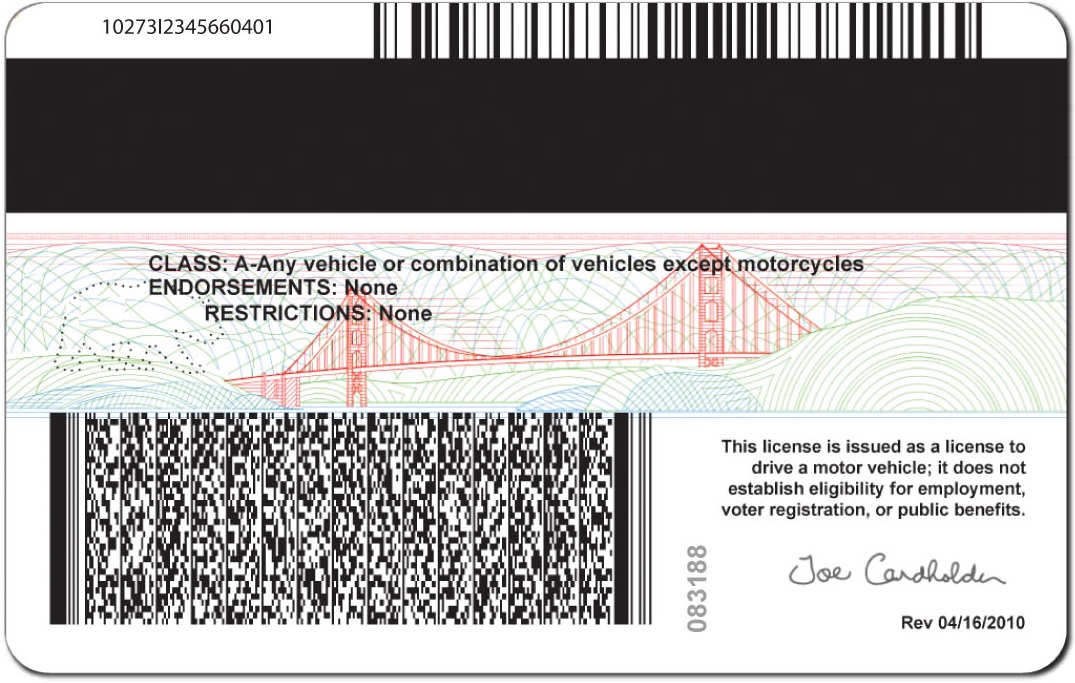 10273I2345660401
CLASS: A-Any vehicle or combination of vehicles except motorcycles
ENDORSEMENTS: None
RESTRICTIONS: None
This license is issued as a license to
drive a motor vehicle; it does not
establish eligibility for employment,
voter registration, or public benefits.
083188
Joe Cardholder
Rev 04/16/2010